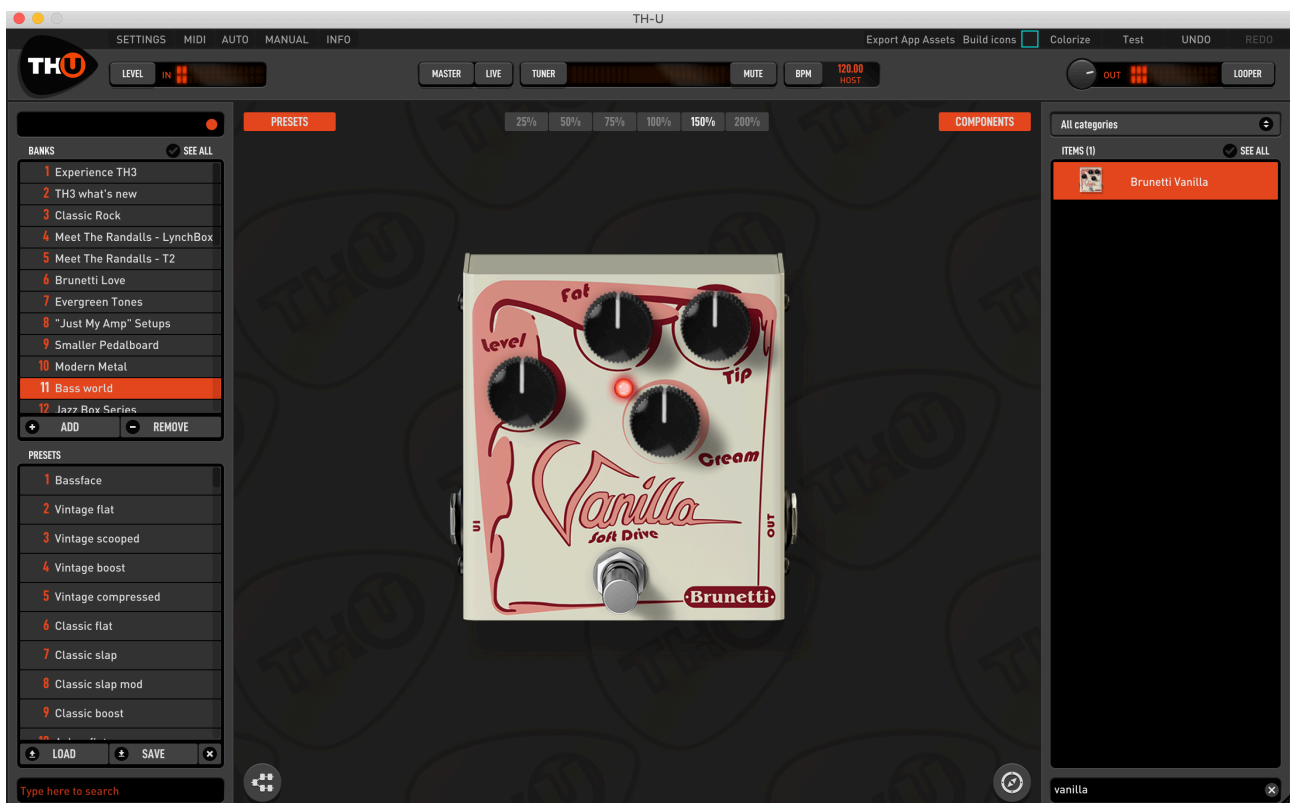 TH-U
SETTINGS MIDI AUTO MANUAL INFO
Export App Assets Build icons Colorize Test UNDO REDO
THU
LEVEL IN
MASTER LIVE TUNER MUTE BPM 120.00 HOST
OUT LOOPER
PRESETS
25% 50% 75% 100% 150% 200%
COMPONENTS
BANKS SEE ALL
1 Experience TH3
2 TH3 what's new
3 Classic Rock
4 Meet The Randalls - LynchBox
5 Meet The Randalls - T2
6 Brunetti Love
7 Evergreen Tones
8 "Just My Amp" Setups
9 Smaller Pedalboard
10 Modern Metal
11 Bass world
12 Jazz Box Series
ADD REMOVE
PRESETS
1 Bassface
2 Vintage flat
3 Vintage scooped
4 Vintage boost
5 Vintage compressed
6 Classic flat
7 Classic slap
8 Classic slap mod
9 Classic boost
LOAD SAVE
Type here to search
Fat
Level
Tip
Cream
Vanilla
Soft Drive
IN
OUT
Brunetti
All categories
ITEMS (1) SEE ALL
Brunetti Vanilla
vanilla